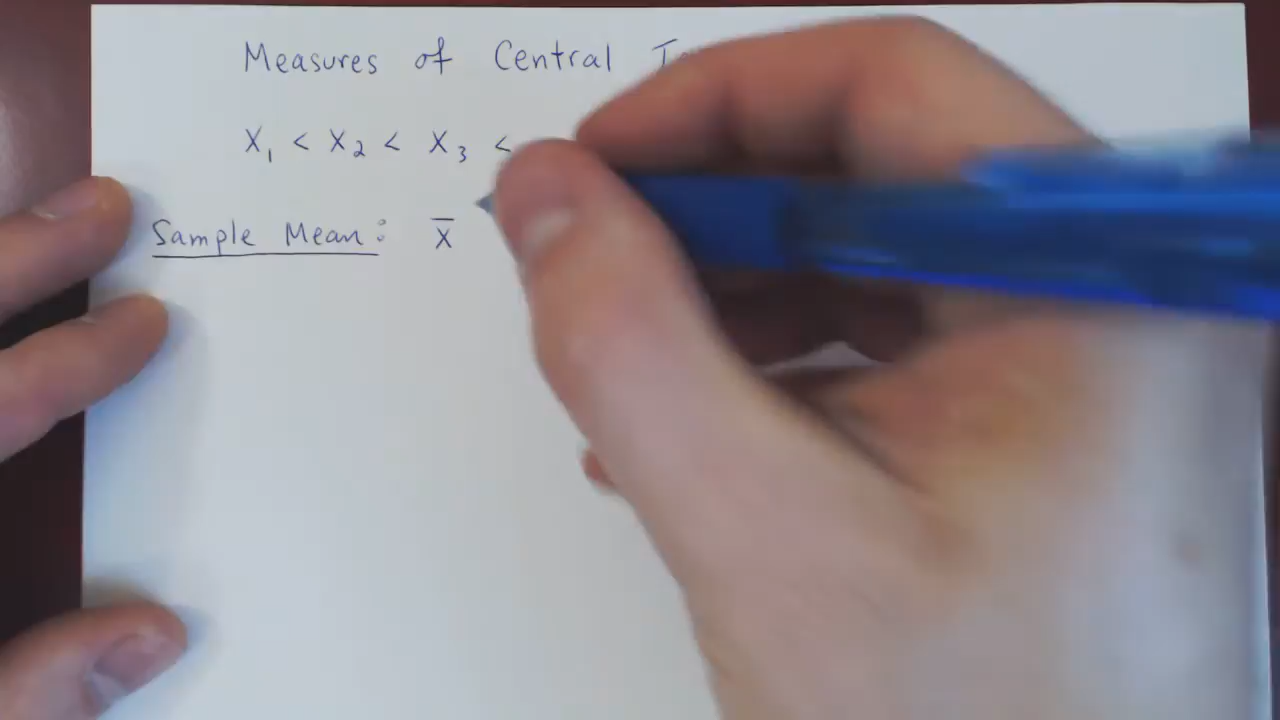 Measures of Central
X₁ < X₂ < X₃ <
Sample Mean: X̄